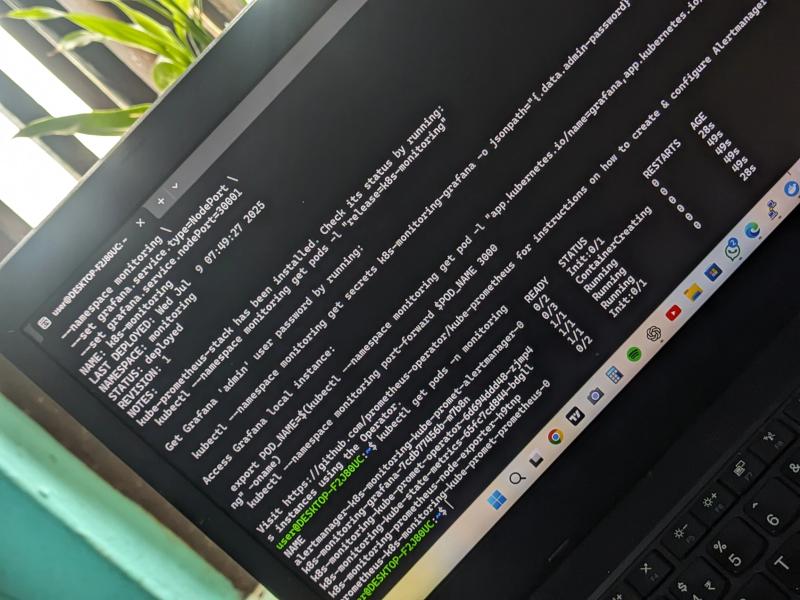 user@DESKTOP-F2J80UC: ~
--namespace monitoring \
--set grafana.service.type=NodePort \
--set grafana.service.nodePort=30001
NAME: k8s-monitoring
LAST DEPLOYED: Wed Jul  9 07:49:27 2025
NAMESPACE: monitoring
STATUS: deployed
REVISION: 1
NOTES:
kube-prometheus-stack has been installed. Check its status by running:
kubectl --namespace monitoring get pods -l "release=k8s-monitoring"
Get Grafana 'admin' user password by running:
kubectl --namespace monitoring get secrets k8s-monitoring-grafana -o jsonpath="{.data.admin-password}
Access Grafana local instance:
export POD_NAME=$(kubectl --namespace monitoring get pod -l "app.kubernetes.io/name=grafana,app.kubernetes.io/
ng" -oname)
kubectl --namespace monitoring port-forward $POD_NAME 3000
Visit https://github.com/prometheus-operator/kube-prometheus for instructions on how to create & configure Alertmanager
s instances using the Operator.
user@DESKTOP-F2J80UC:~$ kubectl get pods -n monitoring
NAME READY STATUS RESTARTS AGE
alertmanager-k8s-monitoring-kube-promet-alertmanager-0 0/2 Init:0/1 0 28s
k8s-monitoring-grafana-7cdb77456b-m7b8n 0/3 ContainerCreating 0 49s
k8s-monitoring-kube-promet-operator-6d694ddd48-zjmp4 1/1 Running 0 49s
k8s-monitoring-kube-state-metrics-65fc7cd844-bdgll 1/1 Running 0 49s
k8s-monitoring-prometheus-node-exporter-h9tnp 1/1 Running 0 49s
prometheus-k8s-monitoring-kube-promet-prometheus-0 0/2 Init:0/1 0 28s
user@DESKTOP-F2J80UC:~$
F4
$
4
₹
%
5
^
6
&
T